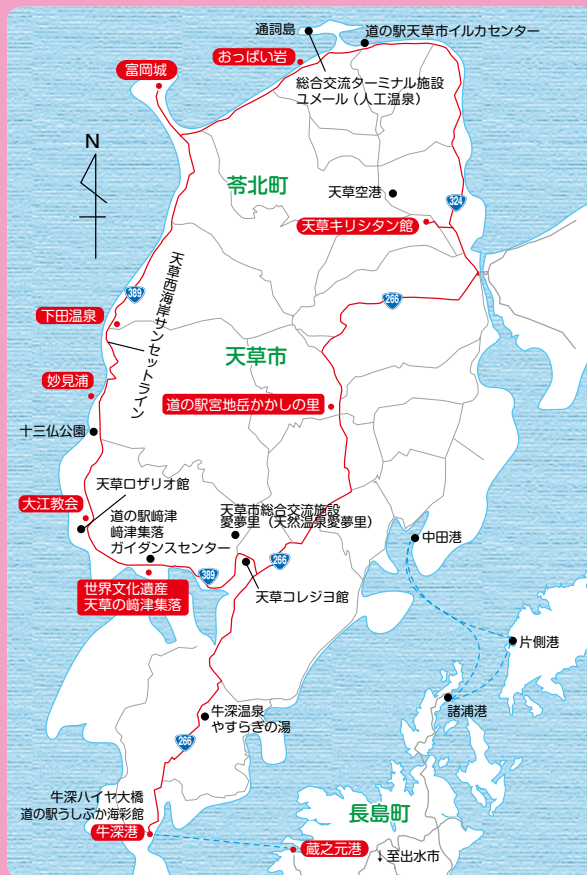 通詞島
道の駅天草市イルカセンター
おっぱい岩
富岡城
総合交流ターミナル施設
ユメール（人工温泉）
N
苓北町
天草空港
324
天草キリシタン館
天草西海岸サンセットライン
389
266
下田温泉
天草市
妙見浦
道の駅宮地岳かかしの里
十三仏公園
天草ロザリオ館
大江教会
道の駅﨑津
﨑津集落
ガイダンスセンター
天草市総合交流施設
愛夢里（天然温泉愛夢里）
中田港
266
389
世界文化遺産
天草の﨑津集落
天草コレジヨ館
片側港
諸浦港
牛深温泉
やすらぎの湯
266
牛深ハイヤ大橋
道の駅うしぶか海彩館
牛深港
長島町
蔵之元港
↓至出水市